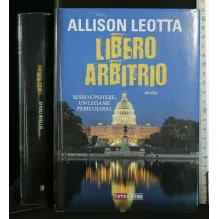 ALLISON LEOTTA
LIBERO
ARBITRIO
thriller
SESSO E POTERE:
UN LEGAME
PERICOLOSO.